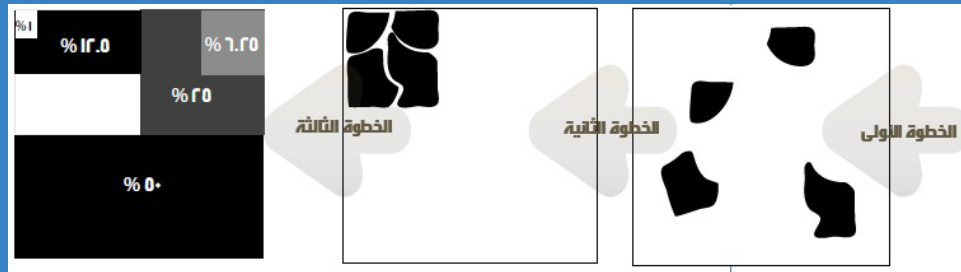 الخطوة الأولى
الخطوة الثانية
الخطوة الثالثة
%١
% ١٢.٥
% ٦.٢٥
% ٢٥
% ٥٠